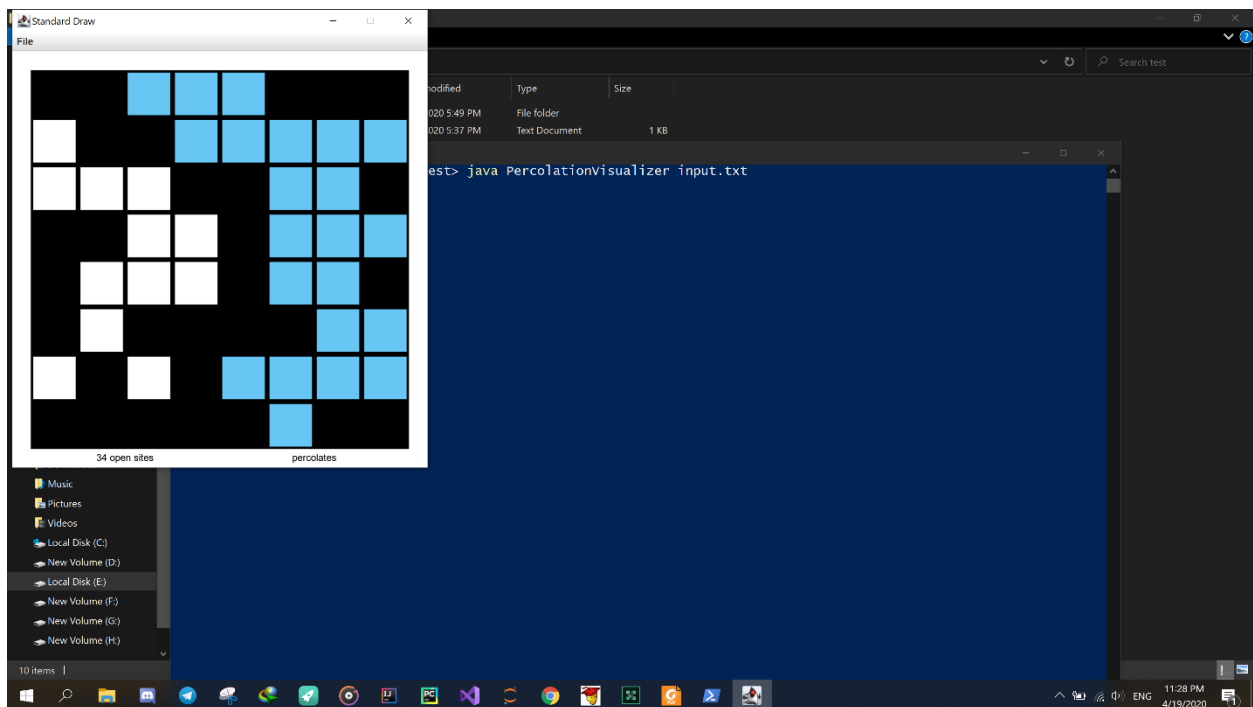 Standard Draw
File
Search test
Type
Size
020 5:49 PM
File folder
020 5:37 PM
Text Document
1 KB
est> java PercolationVisualizer input.txt
34 open sites
percolates
Music
Pictures
Videos
Local Disk (C:)
New Volume (D:)
Local Disk (E:)
New Volume (F:)
New Volume (G:)
New Volume (H:)
10 items
ENG
11:28 PM
4/19/2020